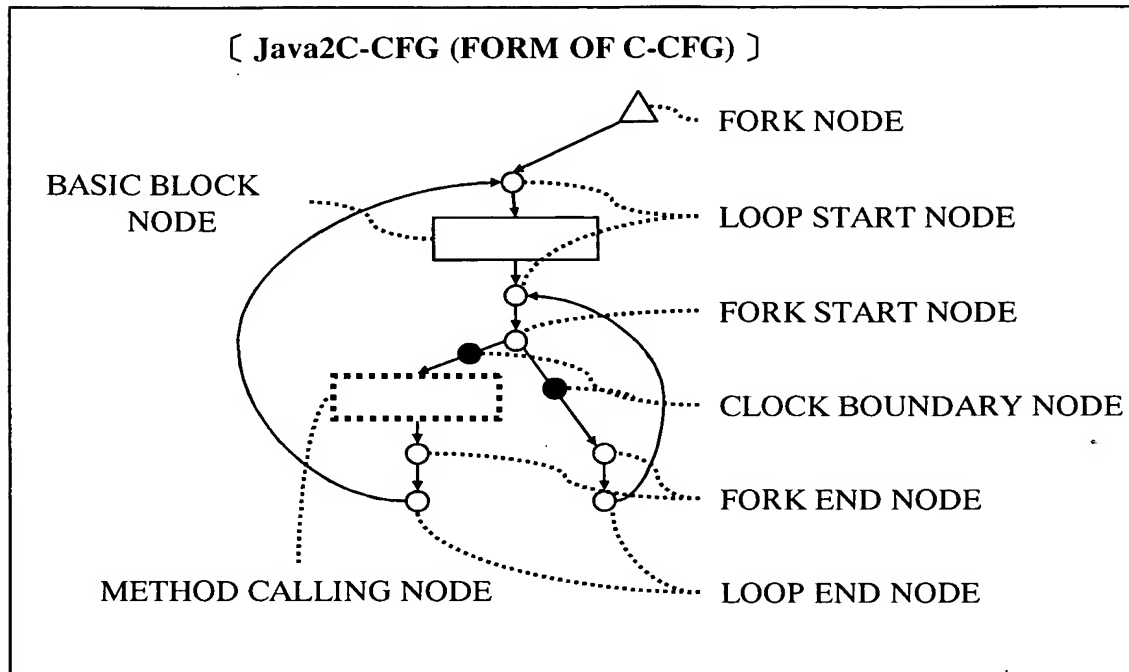 〔 Java2C-CFG (FORM OF C-CFG) 〕
FORK NODE
BASIC BLOCK
NODE
LOOP START NODE
FORK START NODE
CLOCK BOUNDARY NODE
FORK END NODE
METHOD CALLING NODE
LOOP END NODE